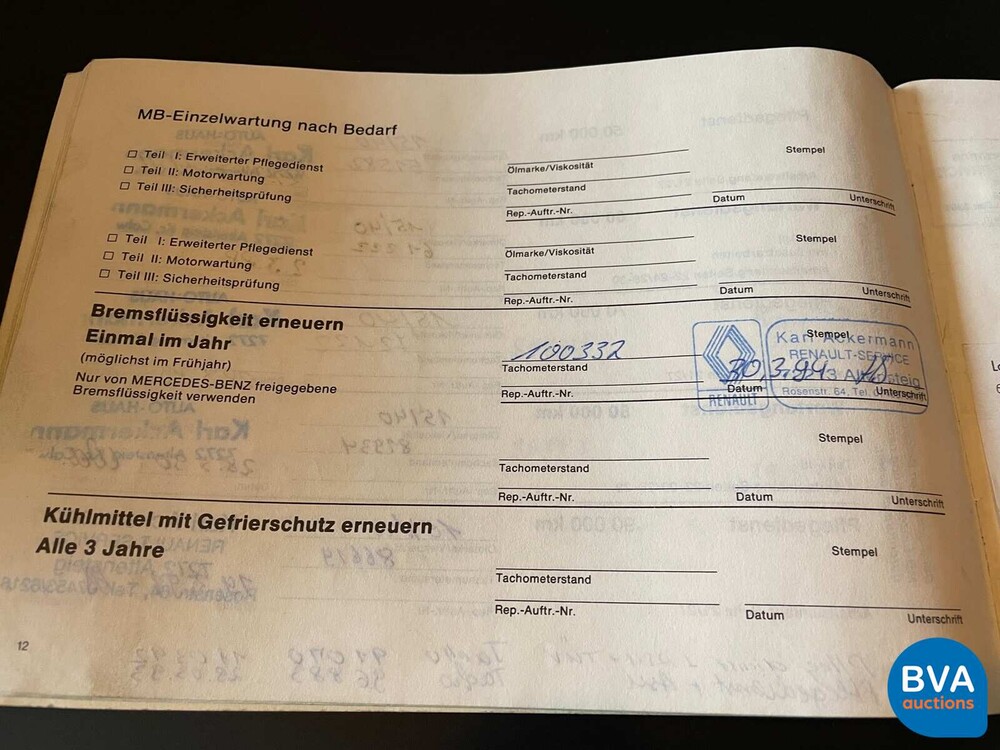 MB-Einzelwartung nach Bedarf
☐ Teil I: Erweiterter Pflegedienst
☐ Teil II: Motorwartung
☐ Teil III: Sicherheitsprüfung
Ölmarke/Viskosität
Stempel
Tachometerstand
Rep.-Auftr.-Nr.
Datum
Unterschrift
☐ Teil I: Erweiterter Pflegedienst
☐ Teil II: Motorwartung
☐ Teil III: Sicherheitsprüfung
Ölmarke/Viskosität
Stempel
Tachometerstand
Rep.-Auftr.-Nr.
Datum
Unterschrift
Bremsflüssigkeit erneuern
Einmal im Jahr
(möglichst im Frühjahr)
Nur von MERCEDES-BENZ freigegebene
Bremsflüssigkeit verwenden
100332
Tachometerstand
Rep.-Auftr.-Nr.
RENAULT
Stempel
Karl Ackermann
RENAULT-SERVICE
30.3.94
Rosenstr. 64, Tel.
Datum
Unterschrift
Stempel
Tachometerstand
Rep.-Auftr.-Nr.
Datum
Unterschrift
Kühlmittel mit Gefrierschutz erneuern
Alle 3 Jahre
Stempel
Tachometerstand
Rep.-Auftr.-Nr.
Datum
Unterschrift
12
BVA
auctions